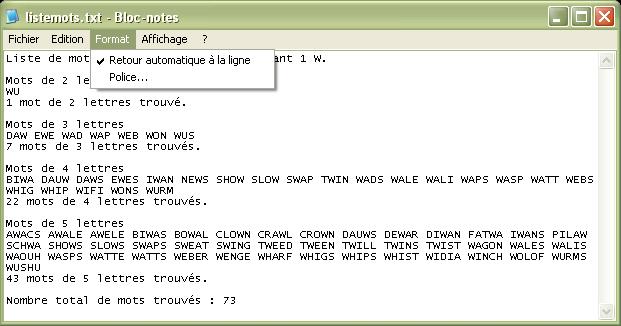 listemots.txt - Bloc-notes
Fichier Edition Format Affichage ?
Liste de mot ant 1 W.
Retour automatique à la ligne
Police...
Mots de 2 le
WU
1 mot de 2 lettres trouvé.
Mots de 3 lettres
DAW EWE WAD WAP WEB WON WUS
7 mots de 3 lettres trouvés.
Mots de 4 lettres
BIWA DAUW DAWS EWES IWAN NEWS SHOW SLOW SWAP TWIN WADS WALE WALI WAPS WASP WATT WEBS
WHIG WHIP WIFI WONS WURM
22 mots de 4 lettres trouvés.
Mots de 5 lettres
AWACS AWALE AWELE BIWAS BOWAL CLOWN CRAWL CROWN DAUWS DEWAR DIWAN FATWA IWANS PILAW
SCHWA SHOWS SLOWS SWAPS SWEAT SWING TWEED TWEEN TWILL TWINS TWIST WAGON WALES WALIS
WAOUH WASPS WATTE WATTS WEBER WENGE WHARF WHIGS WHIPS WHIST WIDIA WINCH WOLOF WURMS
WUSHU
43 mots de 5 lettres trouvés.
Nombre total de mots trouvés : 73